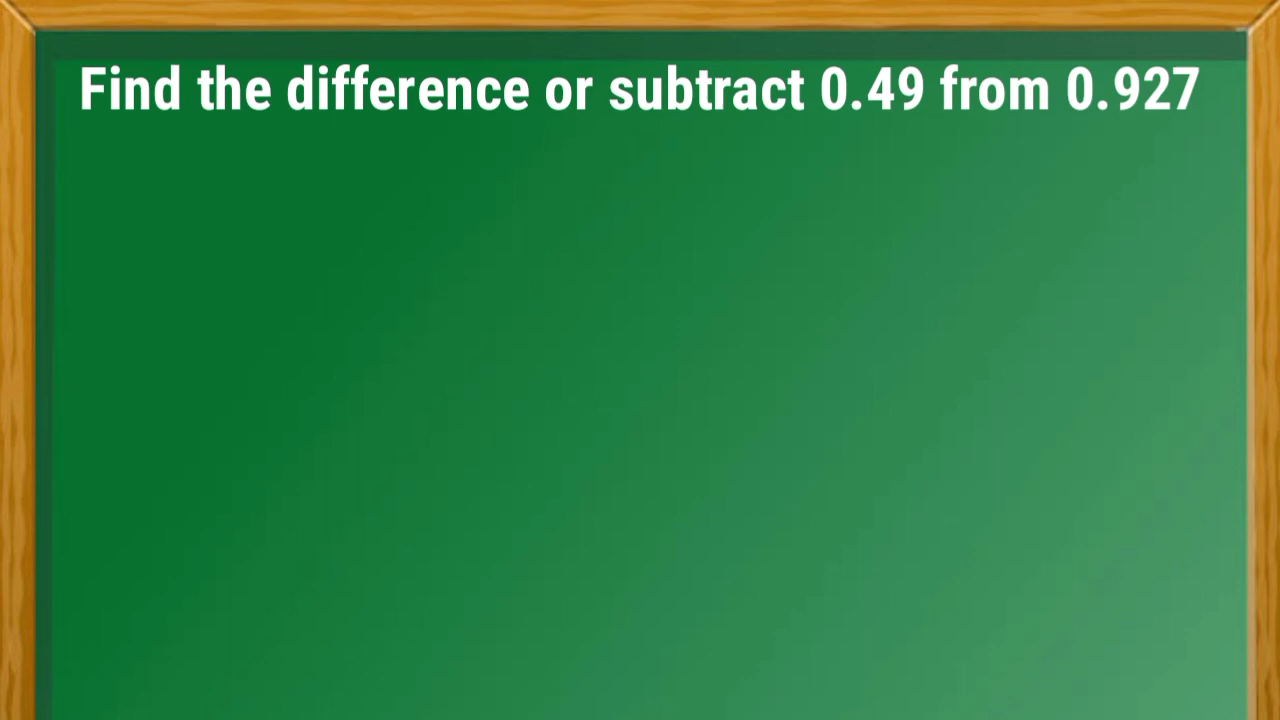 Find the difference or subtract 0.49 from 0.927